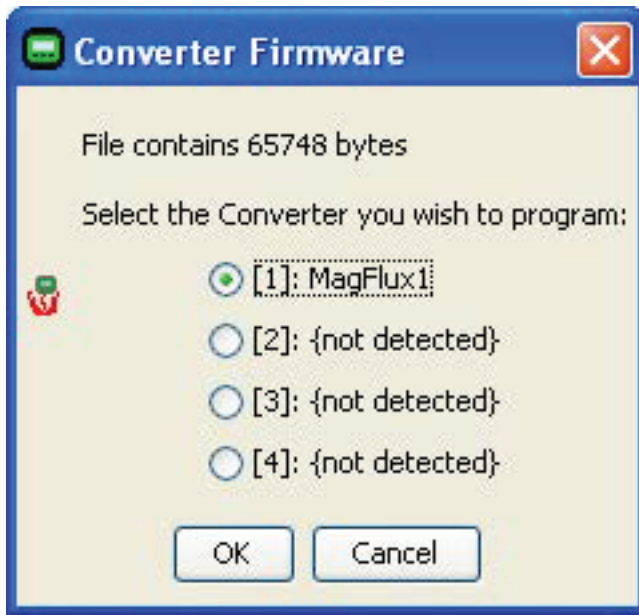 Converter Firmware
File contains 65748 bytes
Select the Converter you wish to program:
[1]: MagFlux1
[2]: {not detected}
[3]: {not detected}
[4]: {not detected}
OK Cancel